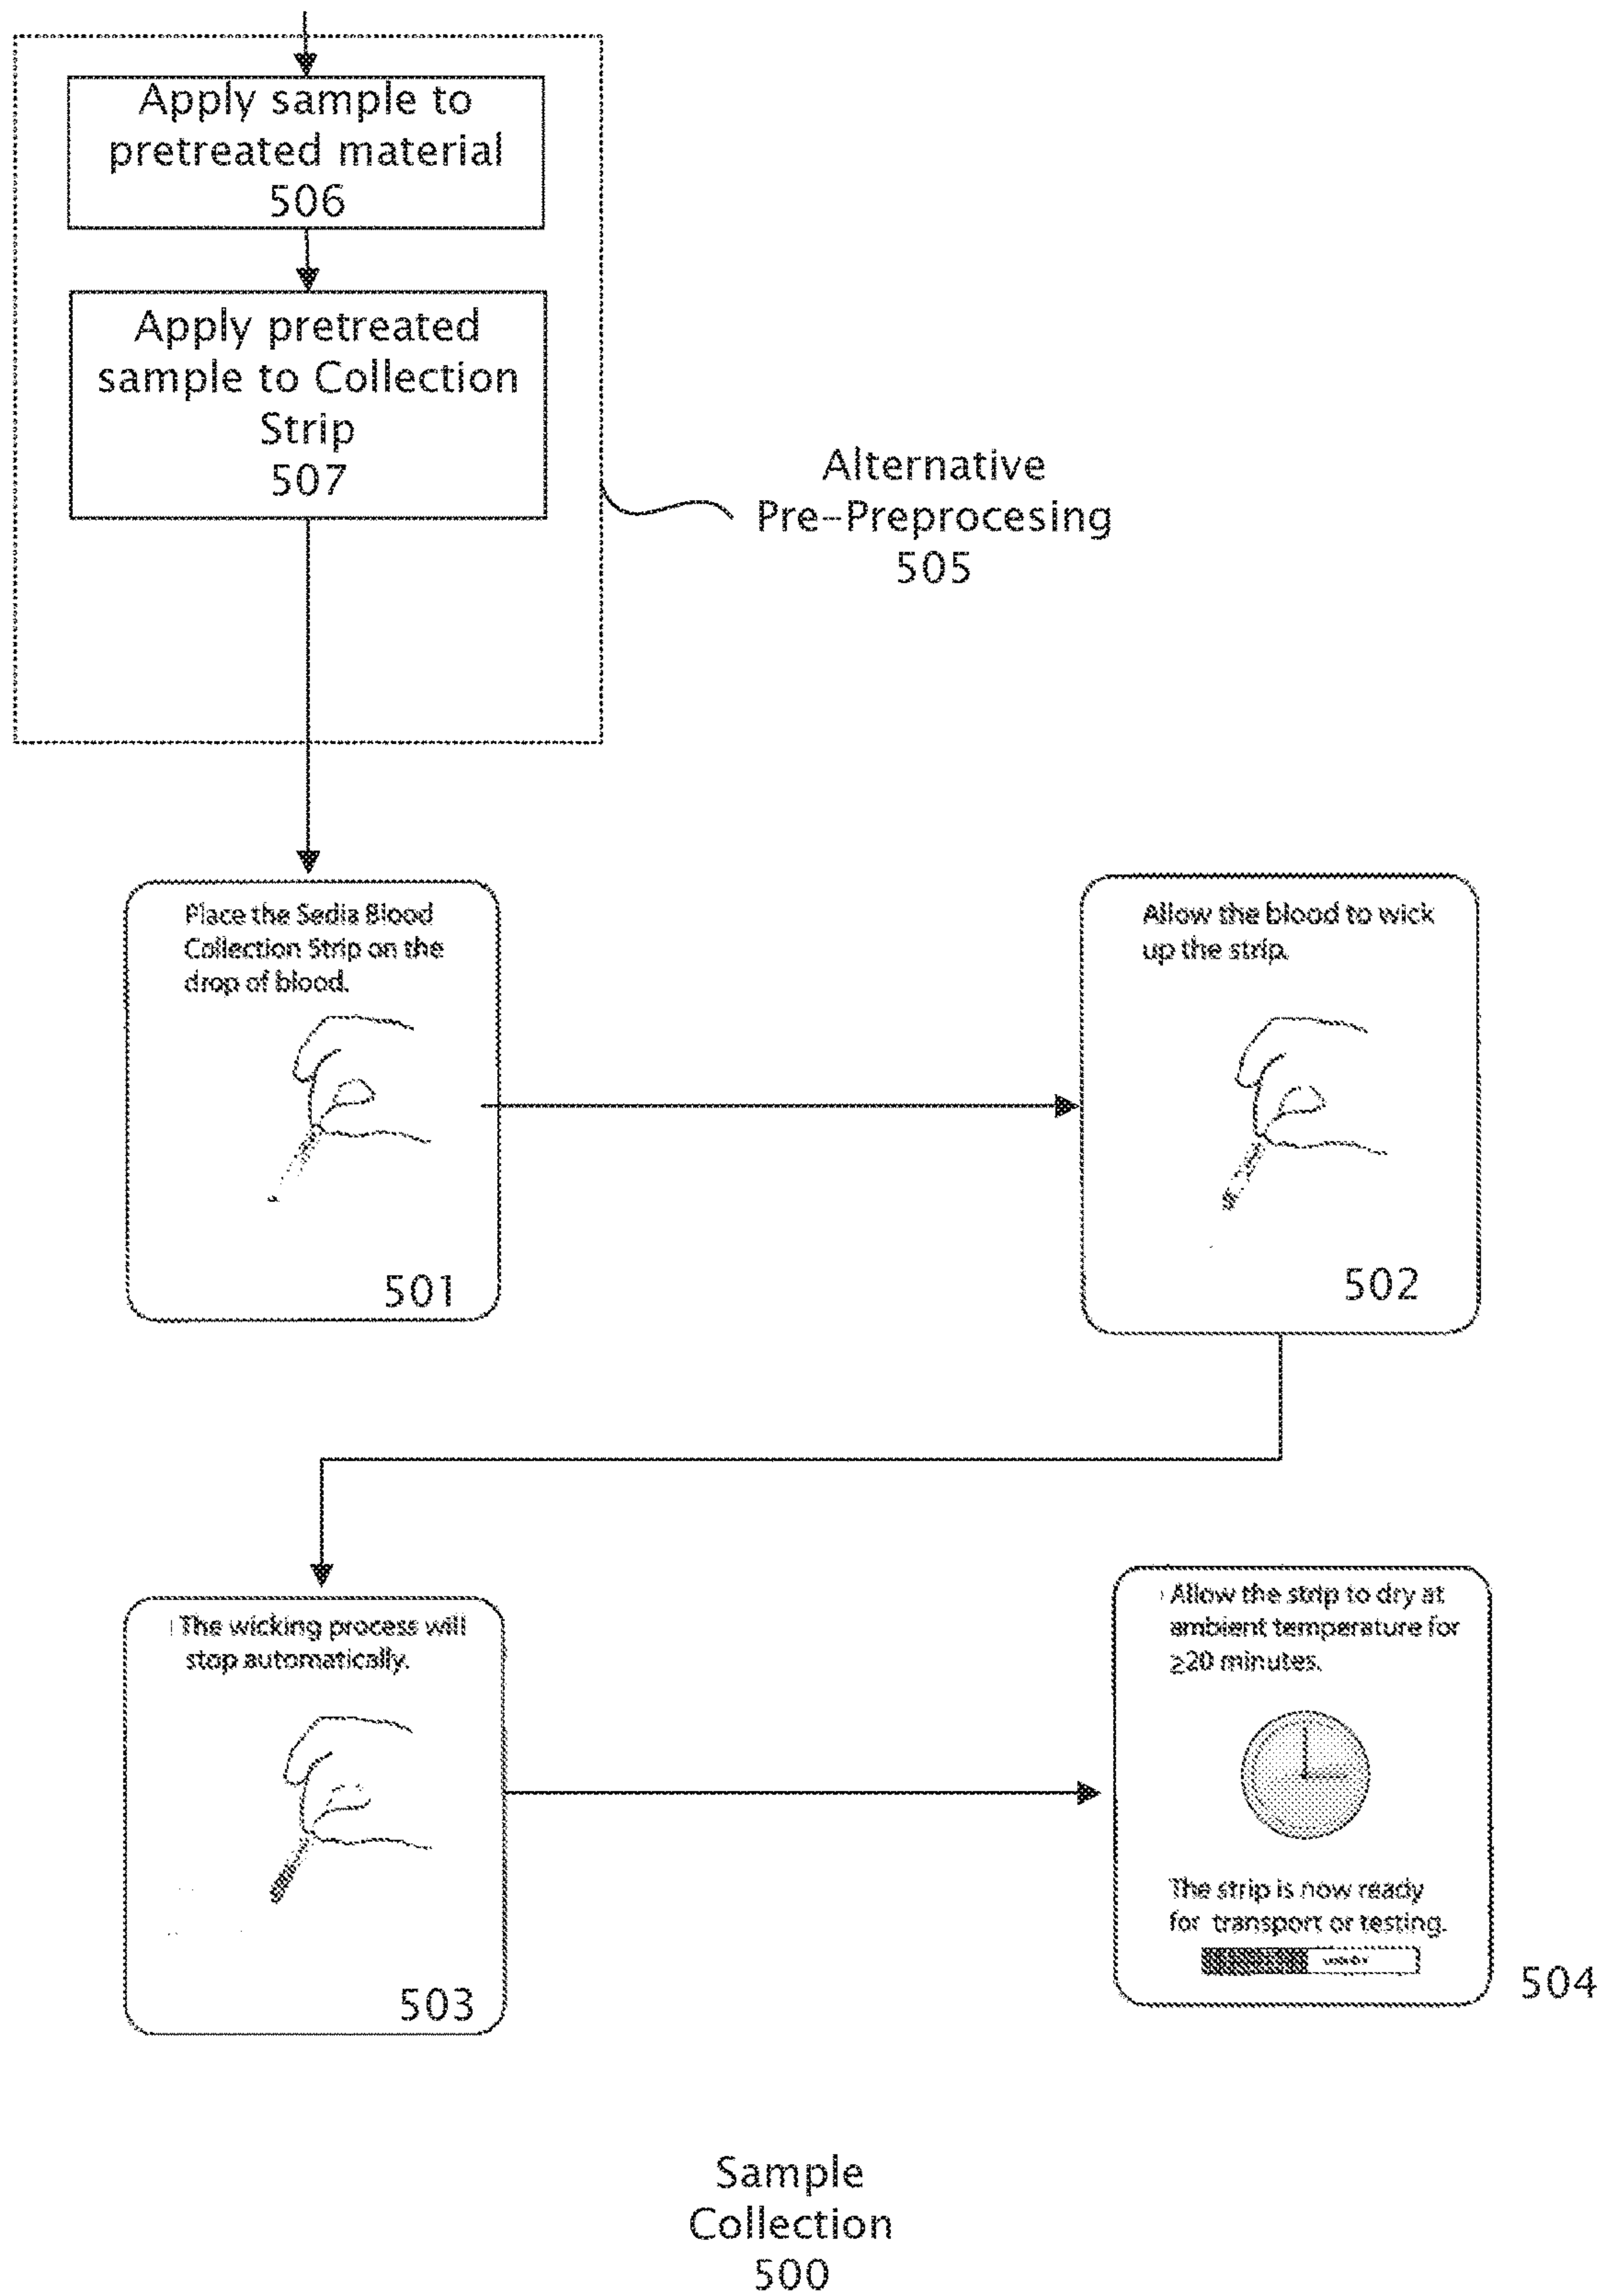 Apply sample to
pretreated material
506
Apply pretreated
sample to Collection
Strip
507
Alternative
Pre-Preprocesing
505
Place the Sedia Blood
Collection Strip on the
drop of blood.
501
Allow the blood to wick
up the strip.
502
The wicking process will
stop automatically.
503
Allow the strip to dry at
ambient temperature for
≥20 minutes.
The strip is now ready
for transport or testing.
504
Sample
Collection
500